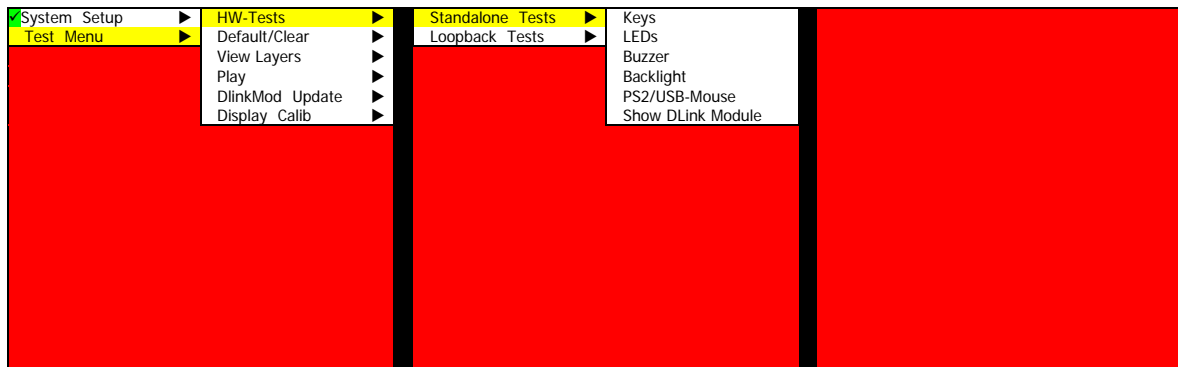 ✓System Setup ▶
Test Menu ▶
HW-Tests ▶
Default/Clear ▶
View Layers ▶
Play ▶
DlinkMod Update ▶
Display Calib ▶
Standalone Tests ▶
Loopback Tests ▶
Keys
LEDs
Buzzer
Backlight
PS2/USB-Mouse
Show DLink Module